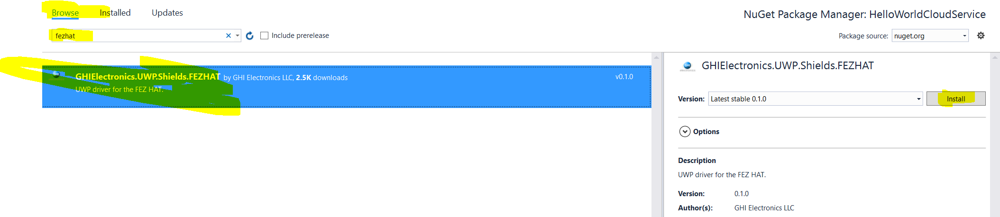 Browse Installed Updates
NuGet Package Manager: HelloWorldCloudService
fezhat
Include prerelease
Package source: nuget.org
GHIElectronics.UWP.Shields.FEZHAT by GHI Electronics LLC, 2.5K downloads v0.1.0
UWP driver for the FEZ HAT.
GHI
GHI
electronics
GHIElectronics.UWP.Shields.FEZHAT
Version: Latest stable 0.1.0 Install
Options
Description
UWP driver for the FEZ HAT.
Version: 0.1.0
Author(s): GHI Electronics LLC